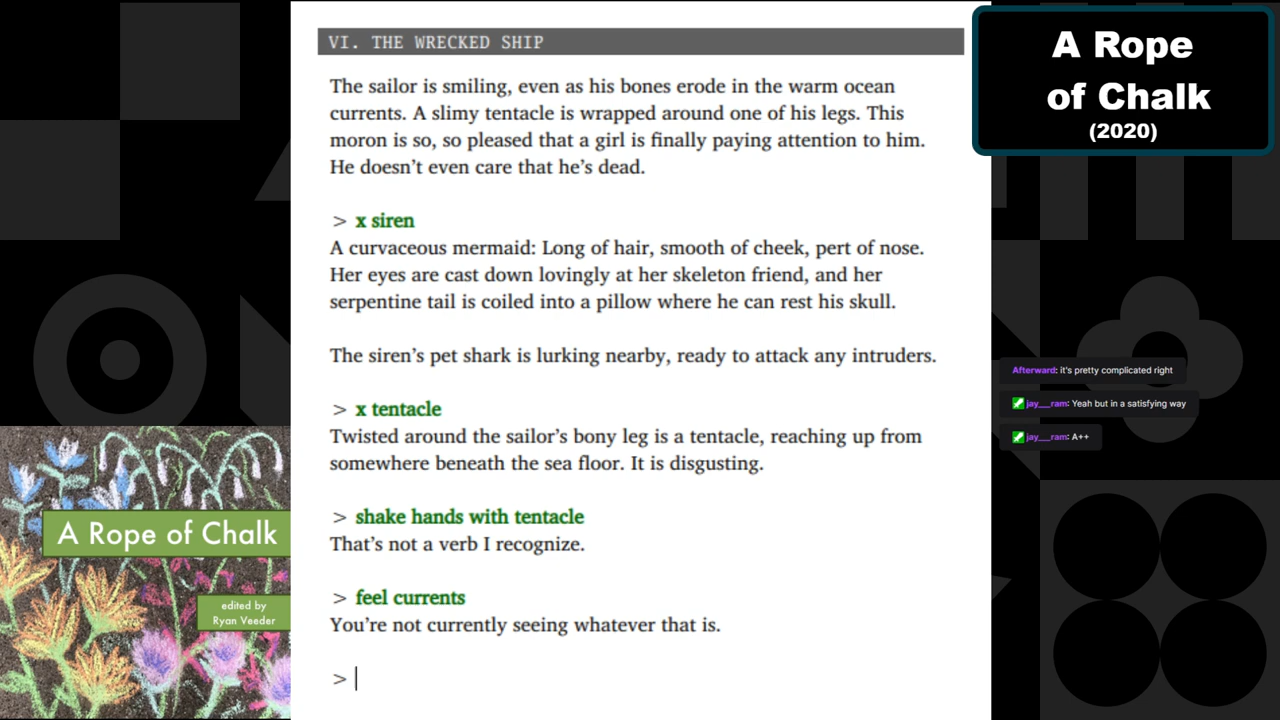 VI. THE WRECKED SHIP
The sailor is smiling, even as his bones erode in the warm ocean
currents. A slimy tentacle is wrapped around one of his legs. This
moron is so, so pleased that a girl is finally paying attention to him.
He doesn’t even care that he’s dead.
> x siren
A curvaceous mermaid: Long of hair, smooth of cheek, pert of nose.
Her eyes are cast down lovingly at her skeleton friend, and her
serpentine tail is coiled into a pillow where he can rest his skull.
The siren’s pet shark is lurking nearby, ready to attack any intruders.
> x tentacle
Twisted around the sailor’s bony leg is a tentacle, reaching up from
somewhere beneath the sea floor. It is disgusting.
> shake hands with tentacle
That’s not a verb I recognize.
> feel currents
You’re not currently seeing whatever that is.
>
A Rope
of Chalk
(2020)
Afterward: it's pretty complicated right
jay__ram: Yeah but in a satisfying way
jay__ram: A++
A Rope of Chalk
edited by
Ryan Veeder